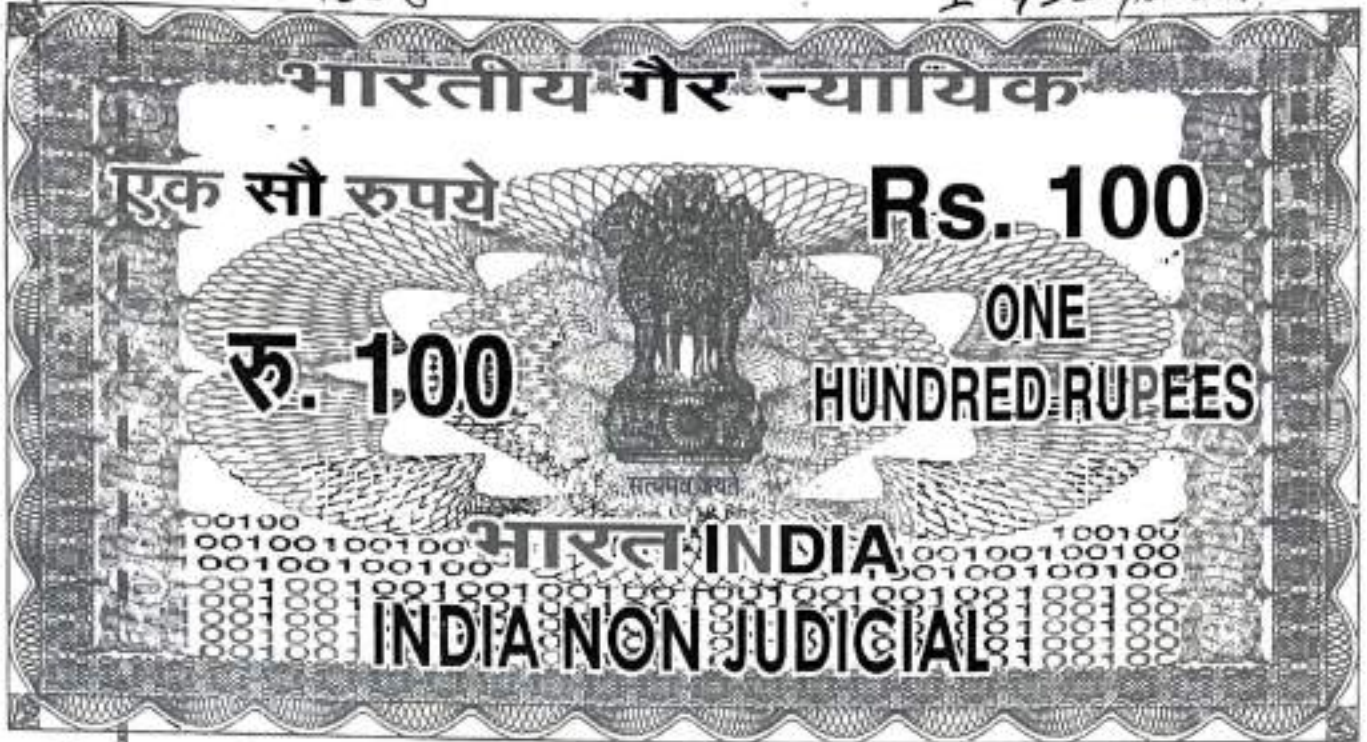 भारतीय गैर न्यायिक
एक सौ रुपये
Rs. 100
रु. 100
ONE
HUNDRED RUPEES
सत्यमेव जयते
भारत INDIA
INDIA NON JUDICIAL